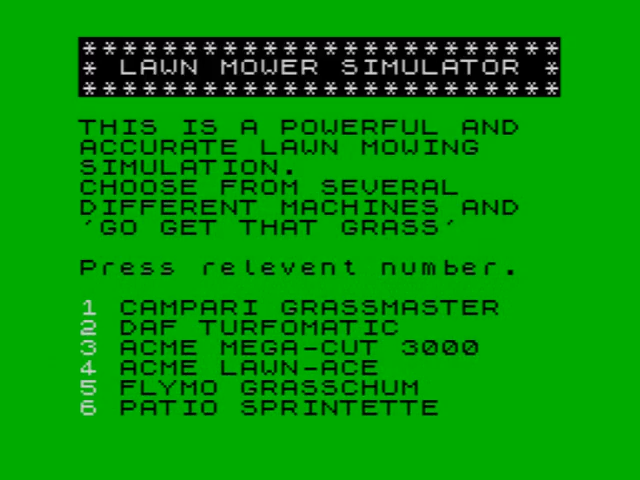 ************************
* LAWN MOWER SIMULATOR *
************************
THIS IS A POWERFUL AND
ACCURATE LAWN MOWING
SIMULATION.
CHOOSE FROM SEVERAL
DIFFERENT MACHINES AND
'GO GET THAT GRASS'
Press relevent number.
1 CAMPARI GRASSMASTER
2 DAF TURFOMATIC
3 ACME MEGA-CUT 3000
4 ACME LAWN-ACE
5 FLYMO GRASSCHUM
6 PATIO SPRINTETTE